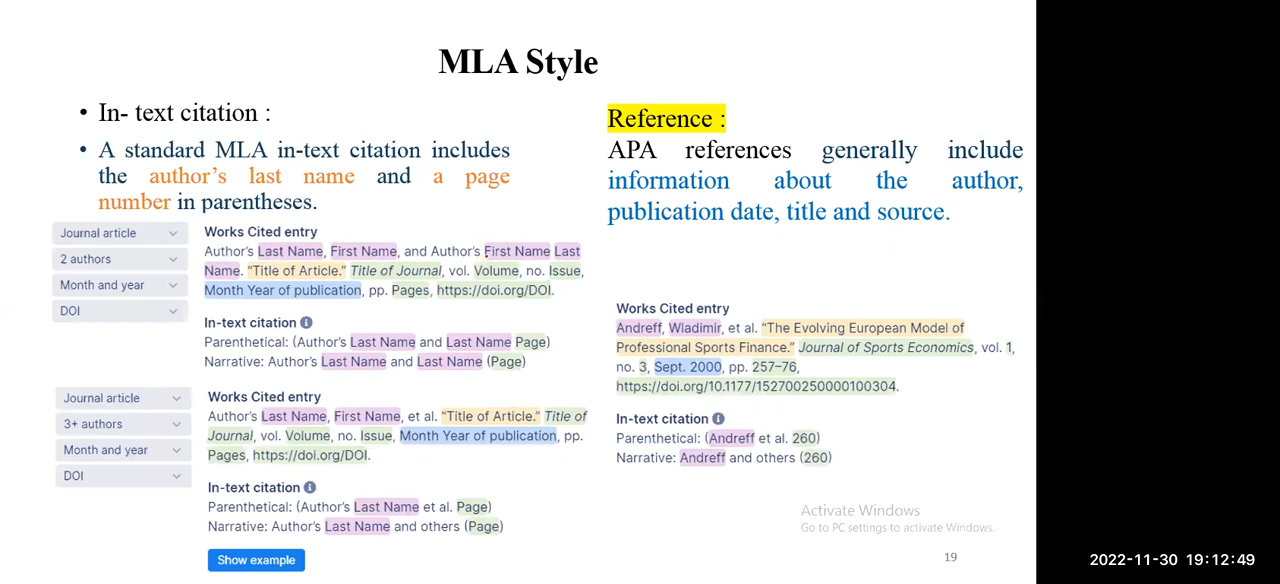 MLA Style
• In- text citation :
• A standard MLA in-text citation includes
the author’s last name and a page
number in parentheses.
Journal article
2 authors
Month and year
DOI
Works Cited entry
Author’s Last Name, First Name, and Author’s First Name Last
Name. “Title of Article.” Title of Journal, vol. Volume, no. Issue,
Month Year of publication, pp. Pages, https://doi.org/DOI.
In-text citation
Parenthetical: (Author’s Last Name and Last Name Page)
Narrative: Author’s Last Name and Last Name (Page)
Journal article
3+ authors
Month and year
DOI
Works Cited entry
Author’s Last Name, First Name, et al. “Title of Article.” Title of
Journal, vol. Volume, no. Issue, Month Year of publication, pp.
Pages, https://doi.org/DOI.
In-text citation
Parenthetical: (Author’s Last Name et al. Page)
Narrative: Author’s Last Name and others (Page)
Show example
Reference :
APA references generally include
information about the author,
publication date, title and source.
Works Cited entry
Andreff, Wladimir, et al. “The Evolving European Model of
Professional Sports Finance.” Journal of Sports Economics, vol. 1,
no. 3, Sept. 2000, pp. 257–76,
https://doi.org/10.1177/152700250000100304.
In-text citation
Parenthetical: (Andreff et al. 260)
Narrative: Andreff and others (260)
Activate Windows
Go to PC settings to activate Windows.
19
2022-11-30 19:12:49